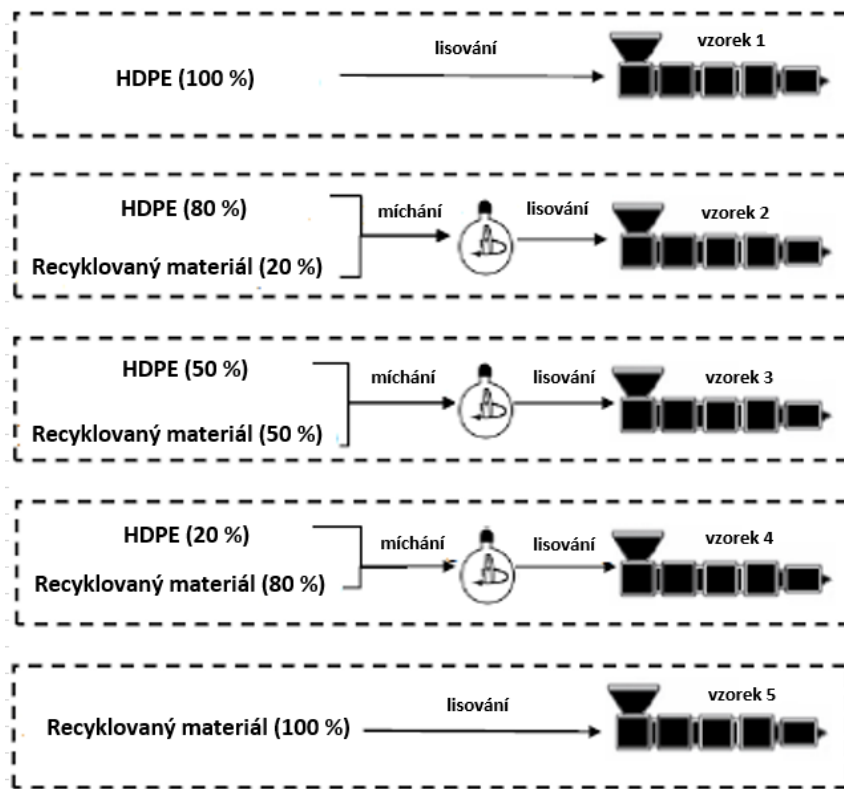 lisování
vzorek 1
HDPE (100 %)
HDPE (80 %)
míchání
lisování
vzorek 2
Recyklovaný materiál (20 %)
HDPE (50 %)
míchání
lisování
vzorek 3
Recyklovaný materiál (50 %)
HDPE (20 %)
míchání
lisování
vzorek 4
Recyklovaný materiál (80 %)
lisování
vzorek 5
Recyklovaný materiál (100 %)